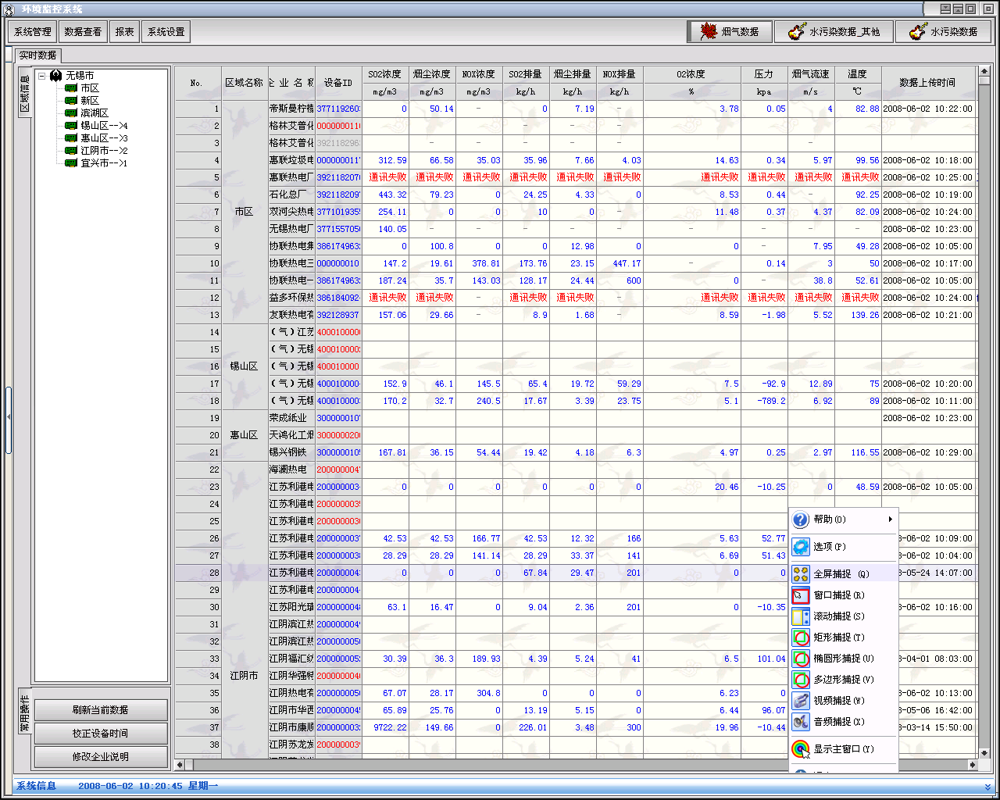 环境监控系统
系统管理 数据查看 报表 系统设置 烟气数据 水污染数据_其他 水污染数据
实时数据
区域信息
无锡市
市区
新区
滨湖区
锡山区-->4
惠山区-->3
江阴市-->2
宜兴市-->1
常用操作
刷新当前数据
校正设备时间
修改企业说明
No. 区域名称 企 业 名 称 设备ID SO2浓度 烟尘浓度 NOX浓度 SO2排量 烟尘排量 NOX排量 O2浓度 压力 烟气流速 温度 数据上传时间
mg/m3 mg/m3 mg/m3 kg/h kg/h kg/h % kpa m/s ℃
1 帝斯曼柠檬 377119260 0 50.14 - 0 7.19 - 3.78 0.05 4 82.88 2008-06-02 10:22:00
2 格林艾普化 000000011 -
3 格林艾普化 392118296 - - - - -
4 惠联垃圾电 000000011 312.59 66.58 35.03 35.96 7.66 4.03 14.63 0.34 5.97 99.56 2008-06-02 10:18:00
5 惠联热电厂 392118207 通讯失败 通讯失败 通讯失败 通讯失败 通讯失败 通讯失败 通讯失败 通讯失败 通讯失败 通讯失败 2008-06-02 10:25:00
6 石化总厂 392118209 443.32 79.23 0 24.25 4.33 0 8.53 0.44 - 92.25 2008-06-02 10:19:00
7 市区 双河尖热电 377101935 254.11 0 0 10 0 - 11.48 0.37 4.37 82.09 2008-06-02 10:24:00
8 无锡热电厂 377155705 140.05 - - - - - - - - - 2008-06-02 10:23:00
9 协联热电集 386174963 0 100.8 0 0 12.98 0 0 - 7.95 49.28 2008-06-02 10:05:00
10 协联热电三 000000010 147.2 19.61 378.81 173.76 23.15 447.17 - 0.14 3 50 2008-06-02 10:17:00
11 协联热电一 386174963 187.24 35.7 143.03 128.17 24.44 600 0 - 38.8 52.61 2008-06-02 10:05:00
12 益多环保热 386184092 通讯失败 通讯失败 - 通讯失败 通讯失败 - 通讯失败 通讯失败 通讯失败 通讯失败 2008-06-02 10:24:00
13 友联热电有 392128937 157.06 29.66 - 8.9 1.68 - 8.59 -1.98 5.52 139.26 2008-06-02 10:21:00
14 （气）江苏 400010000
15 （气）无锡 400010000
16 锡山区 （气）无锡 400010000
17 （气）无锡 400010000 152.9 46.1 145.5 65.4 19.72 59.29 7.5 -92.9 12.89 75 2008-06-02 10:20:00
18 （气）无锡 400010000 170.2 32.7 240.5 17.67 3.39 23.75 5.1 -789.2 6.92 89 2008-06-02 10:11:00
19 荣成纸业 300000010 2008-06-02 10:23:00
20 惠山区 天鸿化工烟 300000020
21 锡兴钢铁 300000010 167.81 36.15 54.44 19.42 4.18 6.3 4.97 0.25 2.97 116.55 2008-06-02 10:29:00
22 海澜热电 200000004
23 江苏利港电 200000003 0 0 0 0 0 0 20.46 -10.25 0 48.59 2008-06-02 10:05:00
24 江苏利港电 200000003
25 江苏利港电 200000003
26 江苏利港电 200000003 42.53 42.53 166.77 42.53 12.32 166 5.63 52.77 3-06-02 10:09:00
27 江苏利港电 200000003 28.29 28.29 141.14 28.29 33.37 141 6.69 51.43 3-06-02 10:04:00
28 江苏利港电 200000004 0 0 0 67.84 29.47 201 0 0 3-05-24 14:07:00
29 江苏利港电 200000004
30 江苏阳光璜 200000004 63.1 16.47 9.04 2.36 201 0 -10.35 3-06-02 10:16:00
31 江阴滨江热 200000004
32 江阴滨江热 200000005
33 江阴福汇纺 200000005 30.39 36.3 189.93 4.39 5.24 41 6.5 101.04 3-04-01 08:03:00
34 江阴市 江阴华强特 200000004
35 江阴热电有 200000005 67.07 28.17 304.8 0 0 0 6.23 0 3-06-02 10:13:00
36 江阴市华西 200000004 65.89 25.76 0 13.19 5.15 0 6.44 96.07 3-05-06 16:42:00
37 江阴市康顺 200000003 9722.22 149.66 0 226.01 3.48 300 19.96 -10.44 3-03-14 15:50:00
38 江阴苏龙发 200000003
帮助(O)
选项(P)
全屏捕捉 (Q)
窗口捕捉(R)
滚动捕捉(S)
矩形捕捉(T)
椭圆形捕捉(U)
多边形捕捉(V)
视频捕捉(W)
音频捕捉(X)
显示主窗口(Y)
系统信息 2008-06-02 10:20:45 星期一